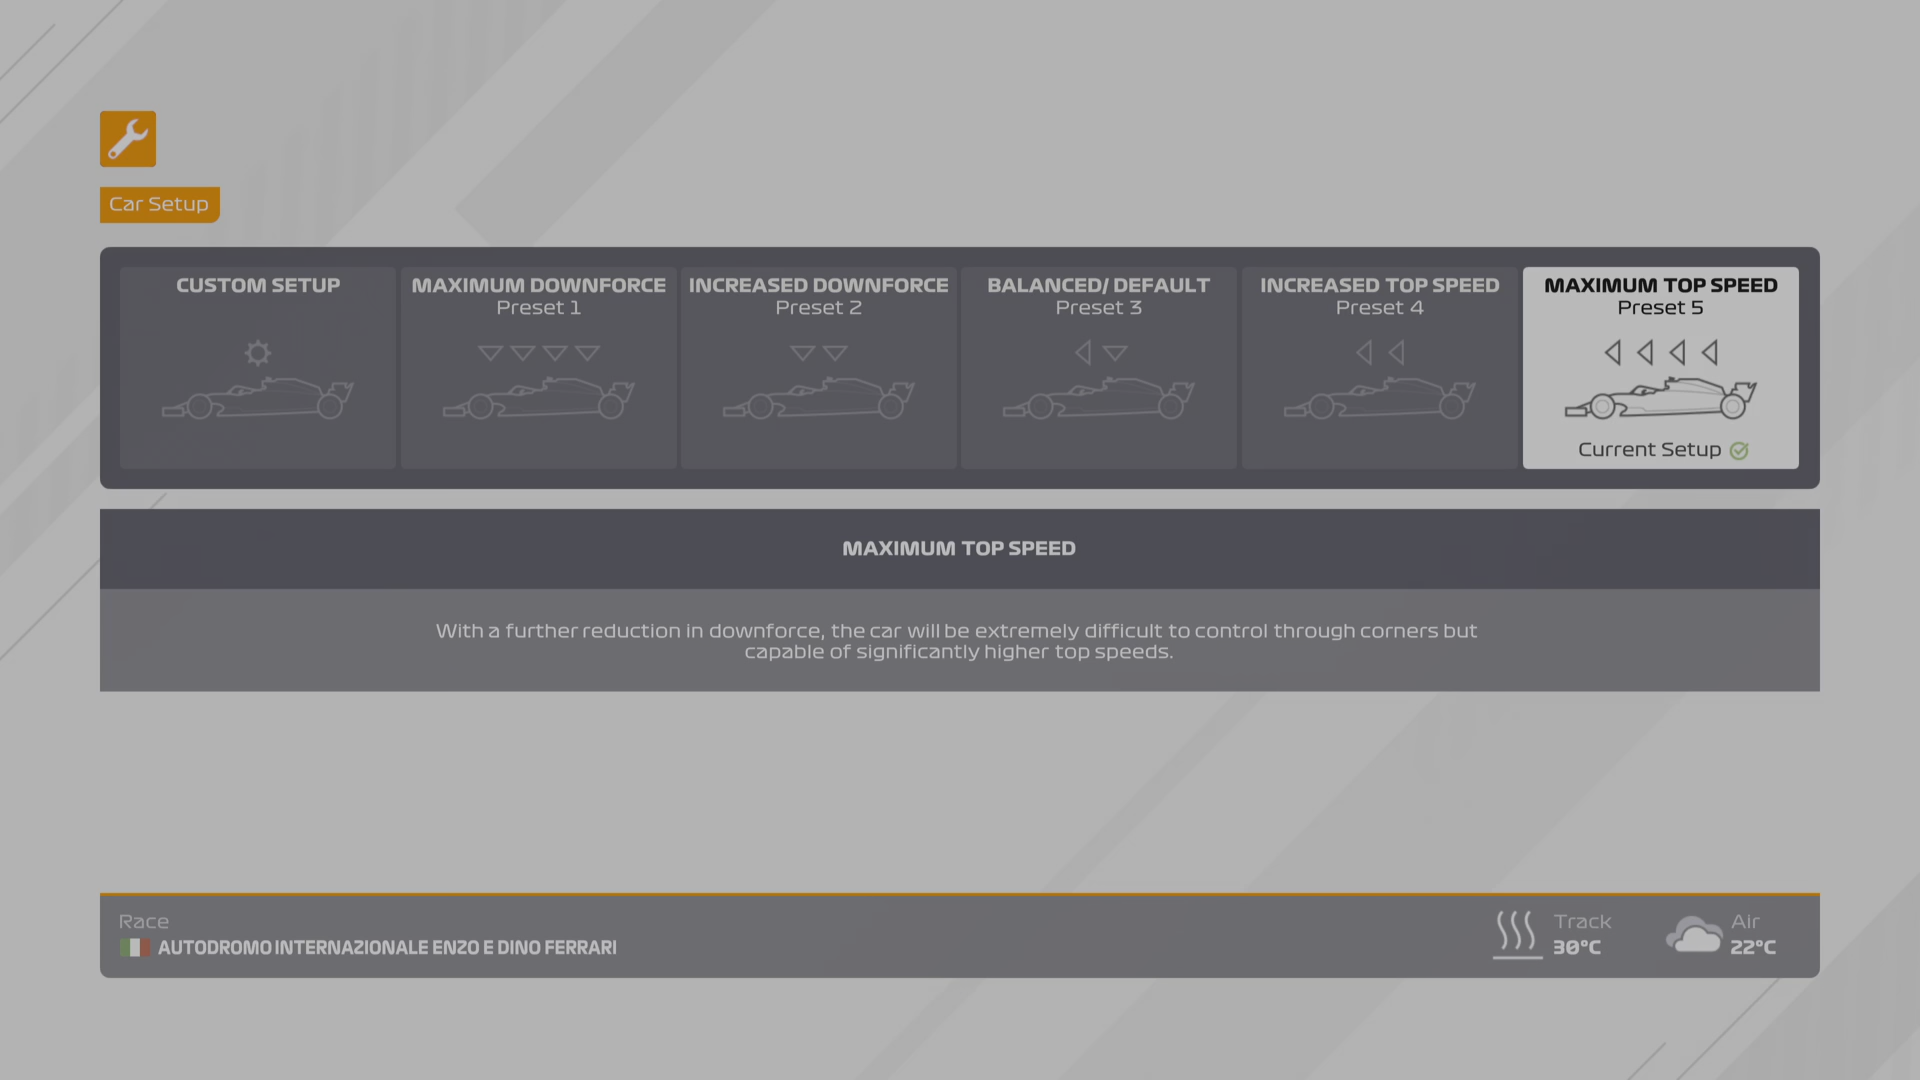 Car Setup
CUSTOM SETUP
MAXIMUM DOWNFORCE
Preset 1
INCREASED DOWNFORCE
Preset 2
BALANCED/ DEFAULT
Preset 3
INCREASED TOP SPEED
Preset 4
MAXIMUM TOP SPEED
Preset 5
Current Setup
MAXIMUM TOP SPEED
With a further reduction in downforce, the car will be extremely difficult to control through corners but
capable of significantly higher top speeds.
Race
AUTODROMO INTERNAZIONALE ENZO E DINO FERRARI
Track
30°C
Air
22°C